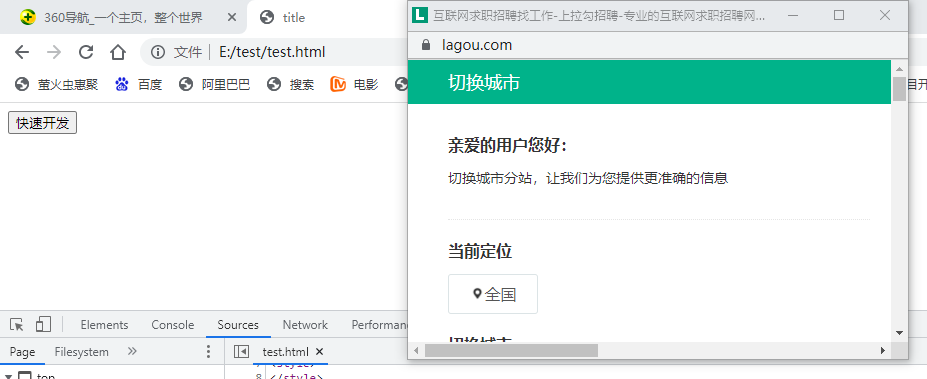 360导航_一个主页，整个世界
title
文件 E:/test/test.html
萤火虫惠聚 百度 阿里巴巴 搜索 电影
快速开发
互联网求职招聘找工作-上拉勾招聘-专业的互联网求职招聘网...
lagou.com
切换城市
亲爱的用户您好：
切换城市分站，让我们为您提供更准确的信息
当前定位
全国
切换城市
Elements Console Sources Network Performan
Page Filesystem »
test.html
top
8 </style>